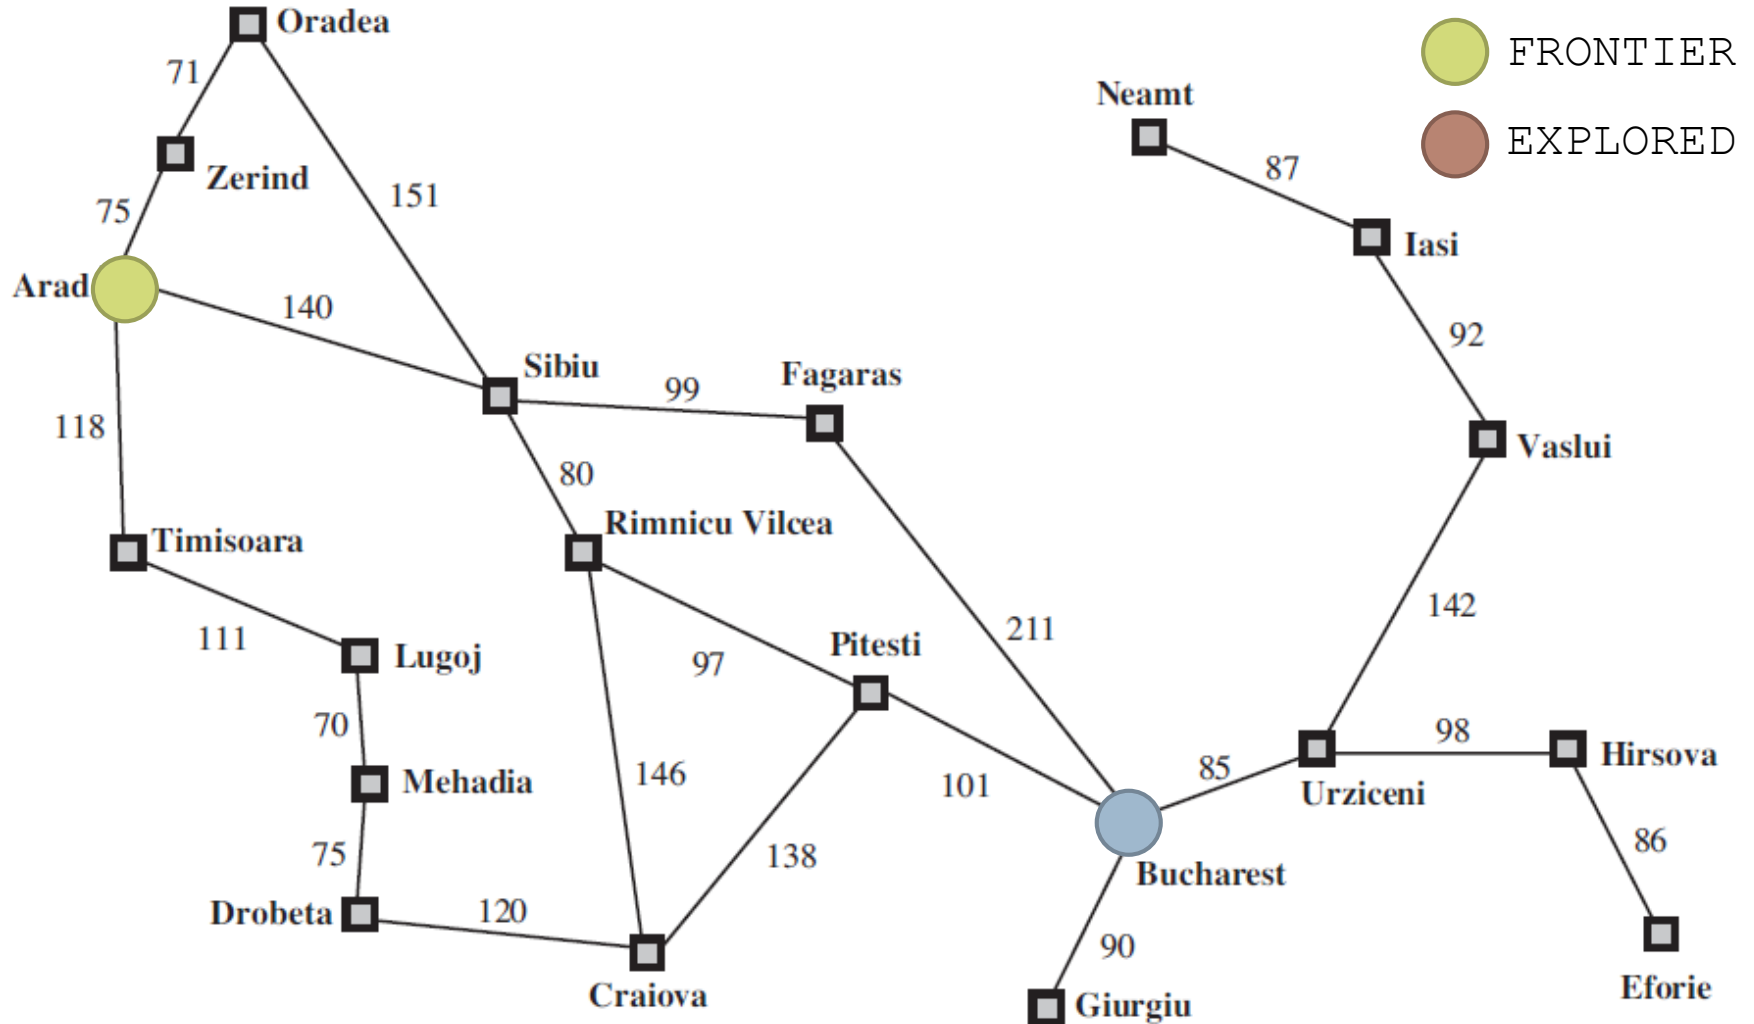 Oradea
FRONTIER
71
Neamt
EXPLORED
87
Zerind
151
75
Iasi
Arad
140
92
Sibiu
99
Fagaras
118
Vaslui
80
Rimnicu Vilcea
Timisoara
142
111
211
Pitesti
Lugoj
97
70
98
Hirsova
146
85
Mehadia
101
Urziceni
75
138
86
Bucharest
Drobeta
120
90
Craiova
Eforie
Giurgiu